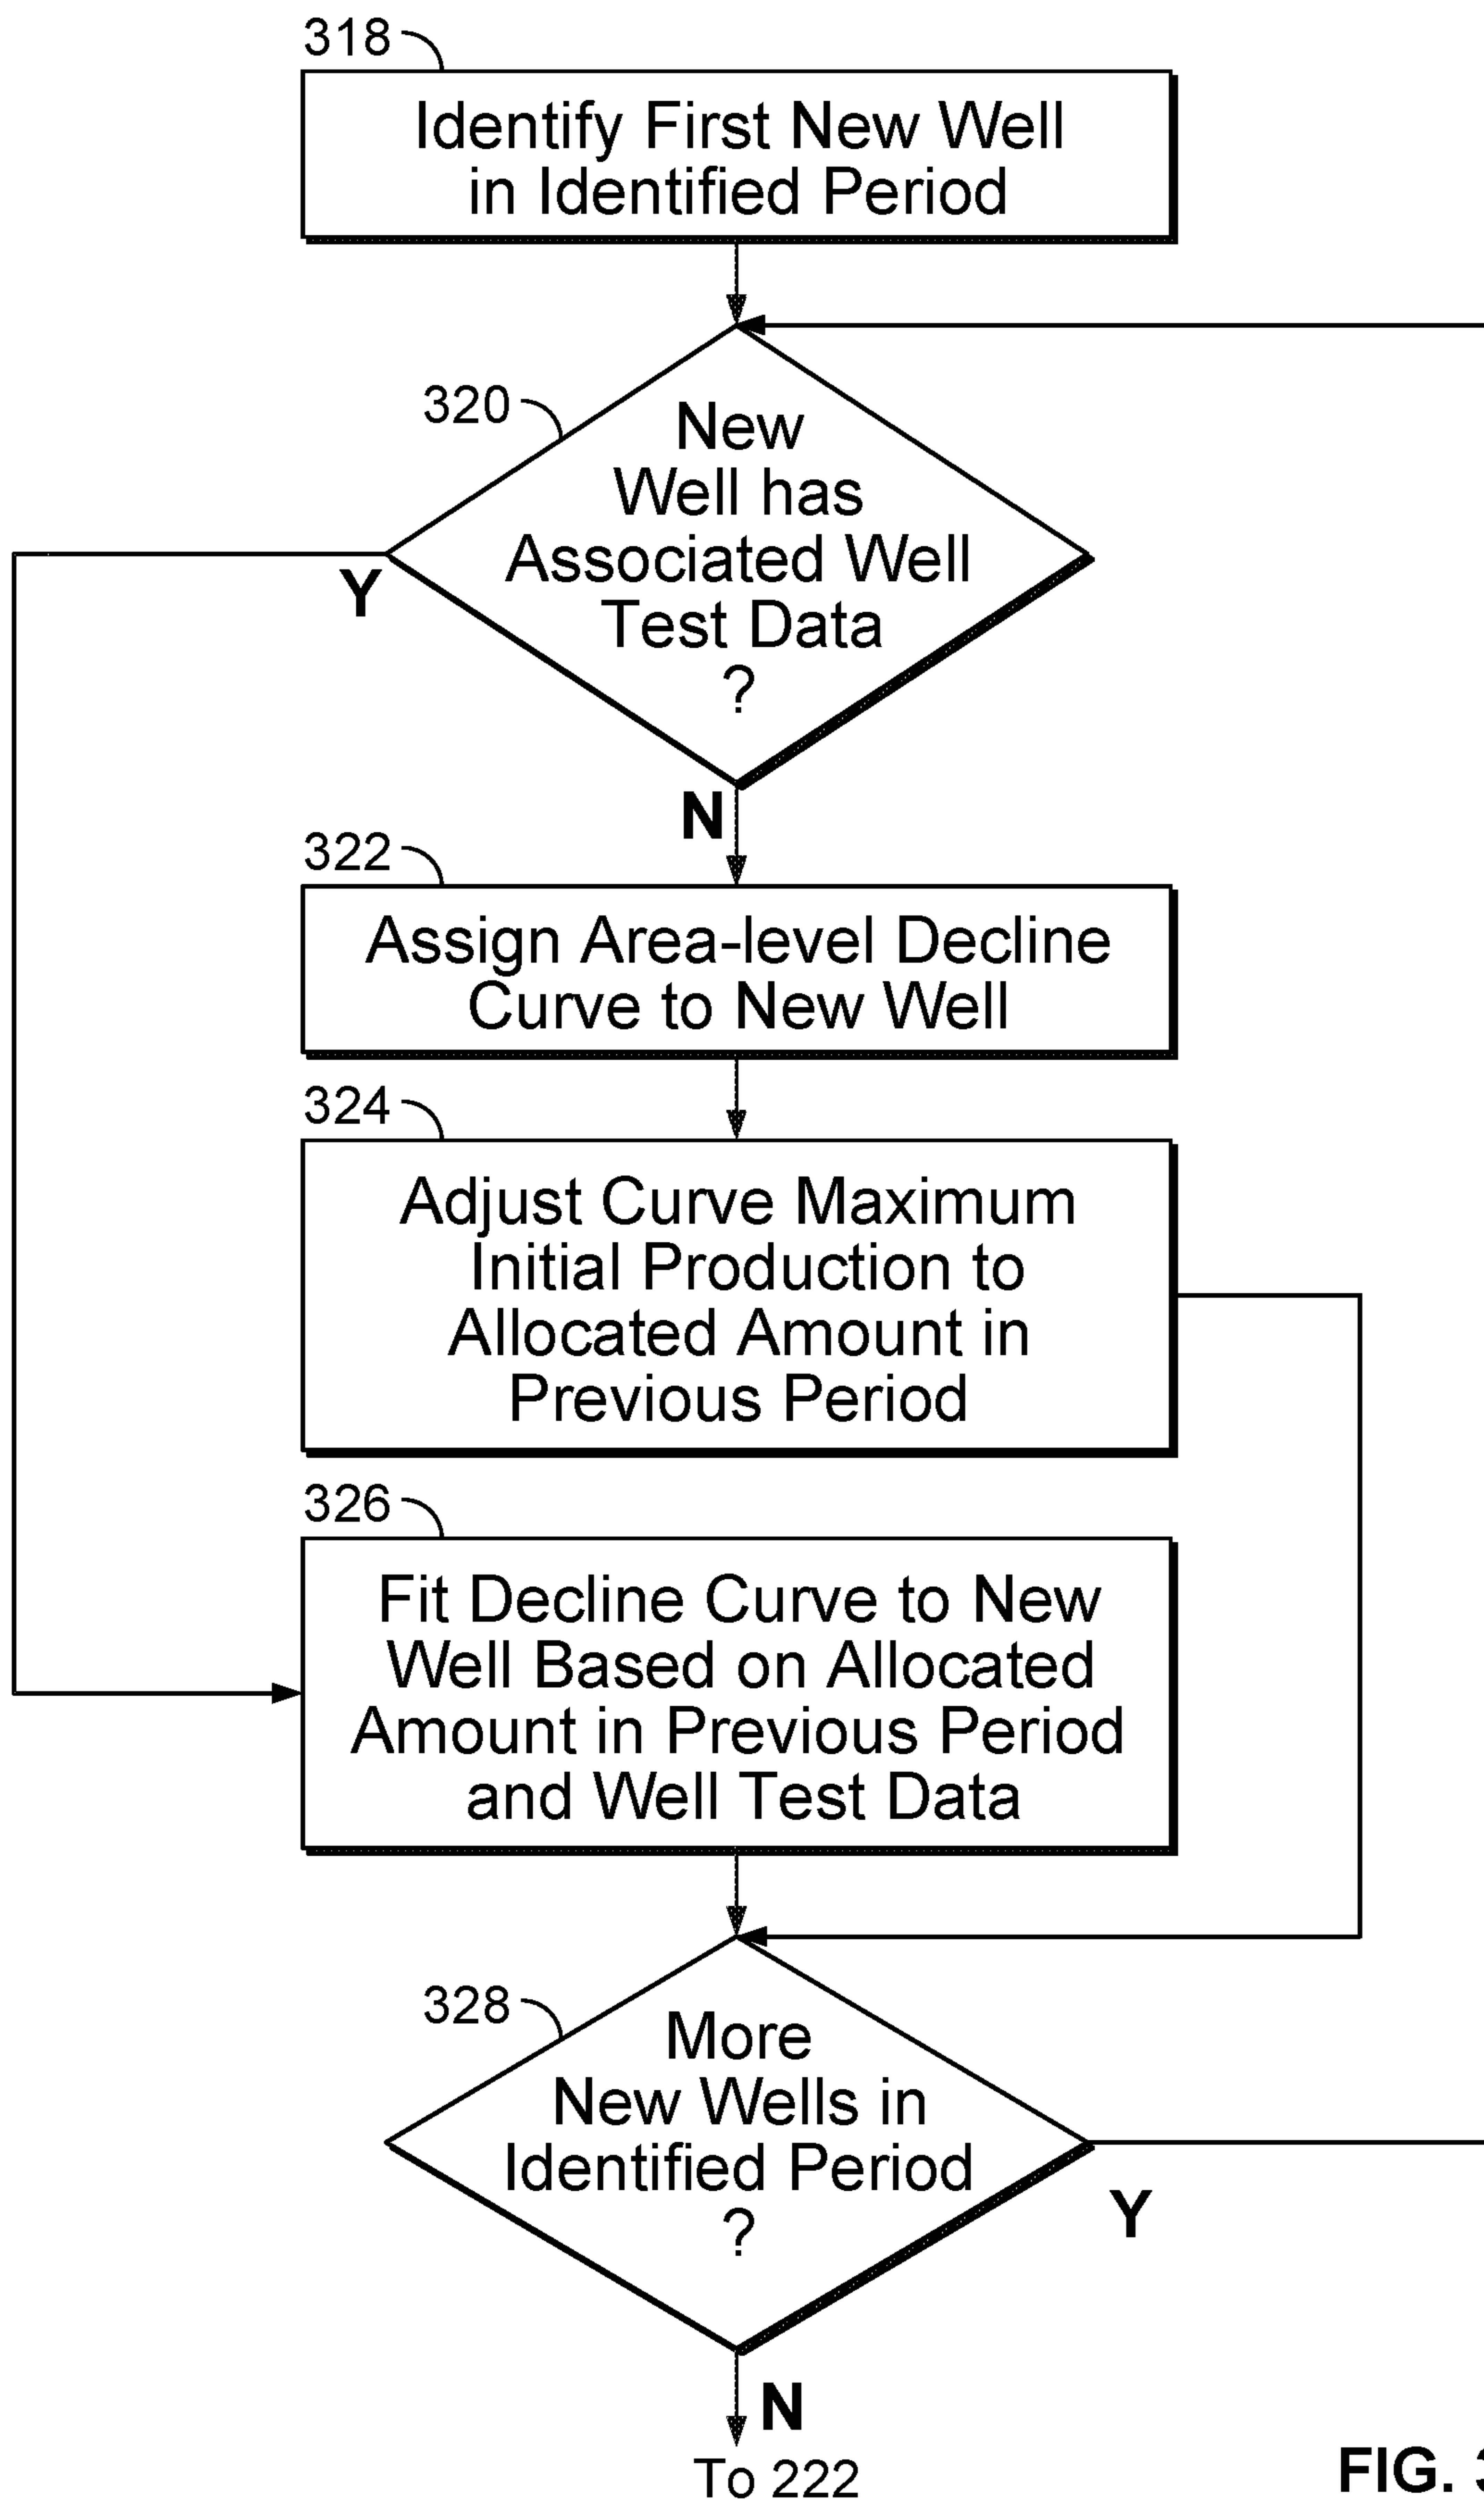 318
Identify First New Well
in Identified Period
320
New
Well has
Associated Well
Test Data
?
Y
N
322
Assign Area-level Decline
Curve to New Well
324
Adjust Curve Maximum
Initial Production to
Allocated Amount in
Previous Period
326
Fit Decline Curve to New
Well Based on Allocated
Amount in Previous Period
and Well Test Data
328
More
New Wells in
Identified Period
?
Y
N
To 222
FIG.